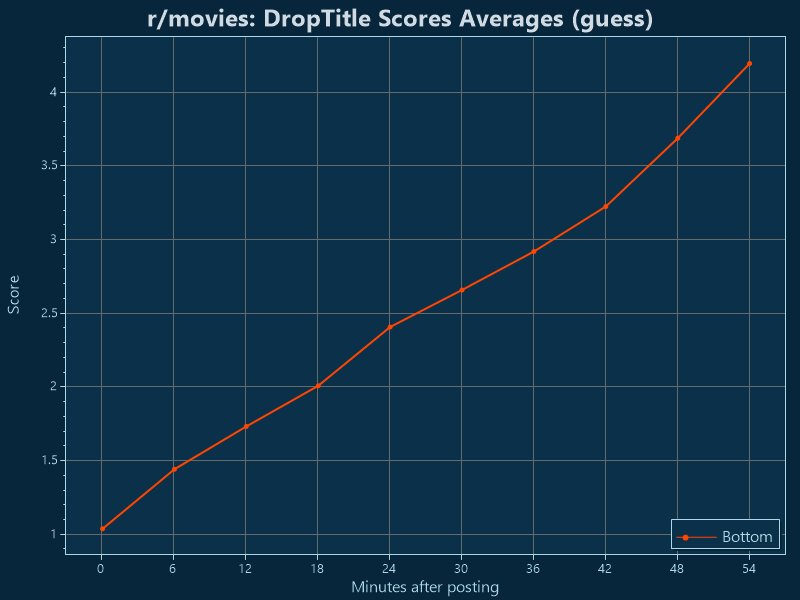 r/movies: DropTitle Scores Averages (guess)
4
3.5
3
2.5
2
1.5
1
Score
0 6 12 18 24 30 36 42 48 54
Minutes after posting
Bottom